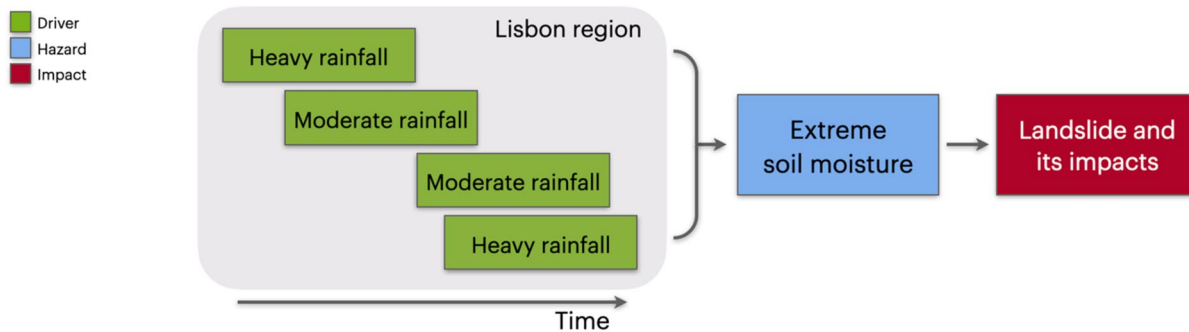 Driver
Hazard
Impact
Lisbon region
Heavy rainfall
Moderate rainfall
Moderate rainfall
Heavy rainfall
Time
Extreme
soil moisture
Landslide and
its impacts